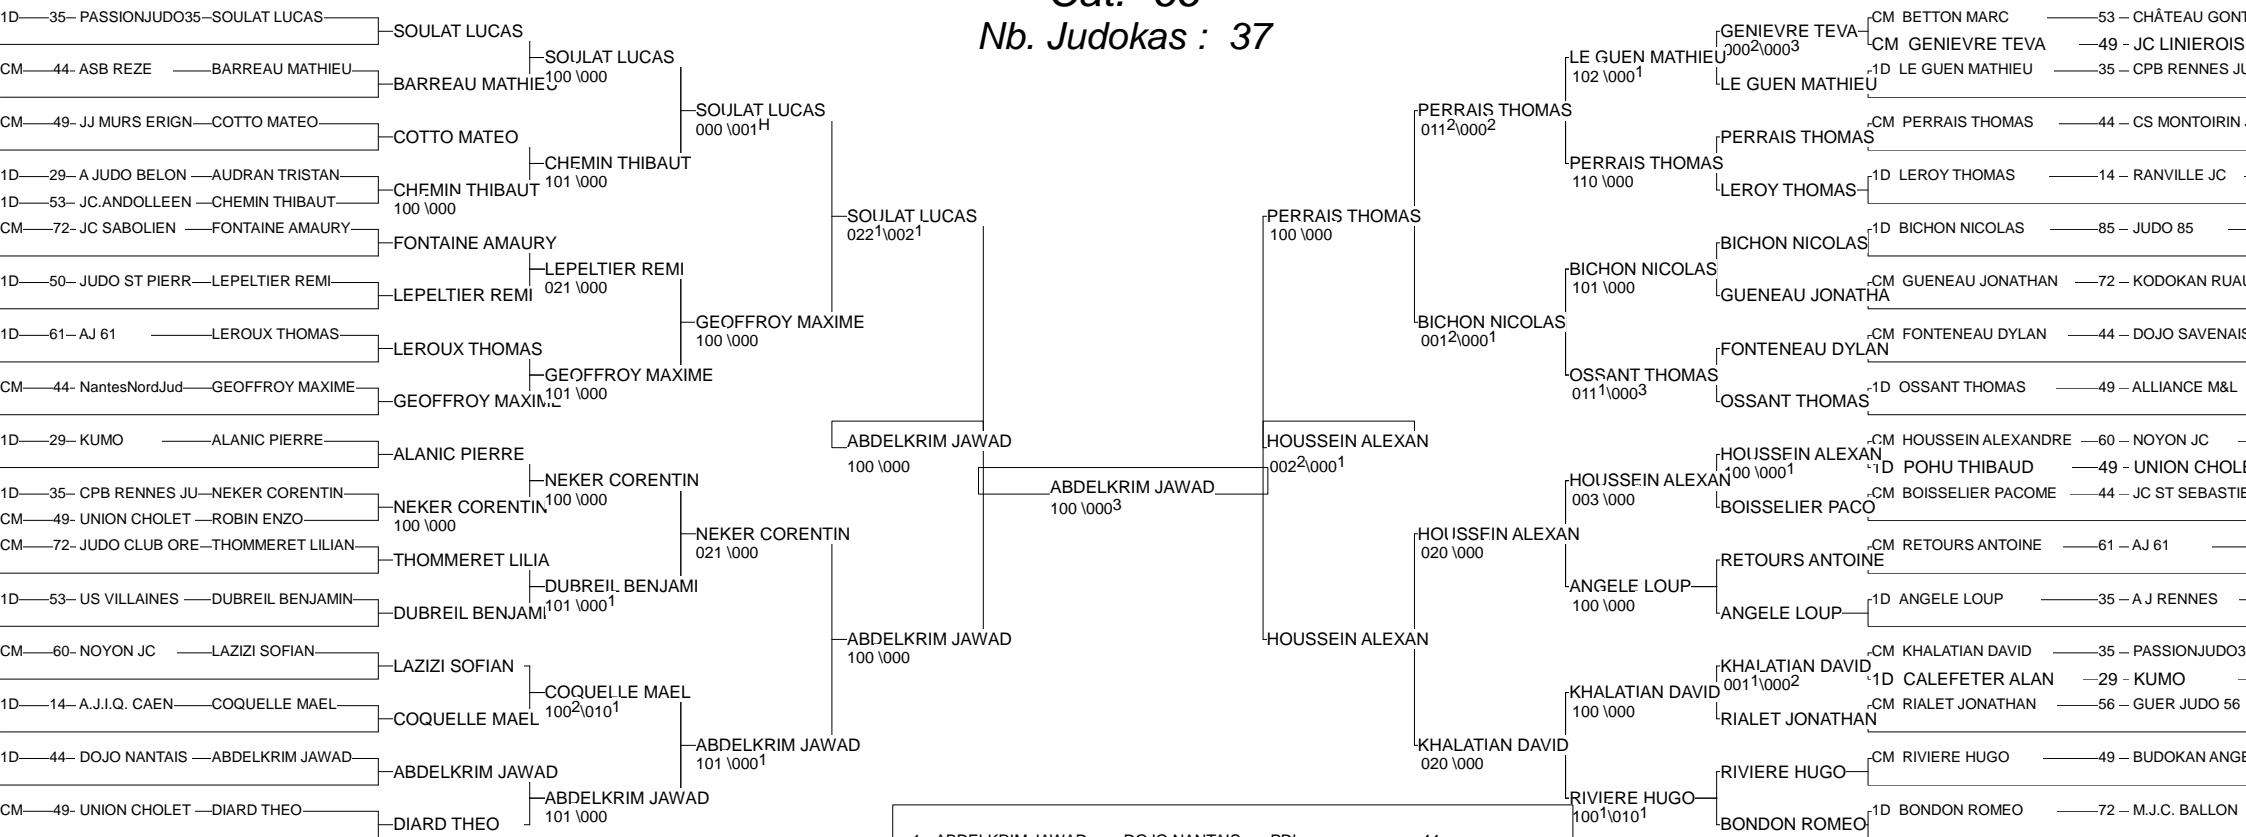 Nb. Judokas : 37
1D 35 PASSIONJUDO35 SOULAT LUCAS
CM 44 ASB REZE BARREAU MATHIEU
CM 49 JJ MURS ERIGN COTTO MATEO
1D 29 A JUDO BELON AUDRAN TRISTAN
1D 53 JC.ANDOLLEEN CHEMIN THIBAUT
CM 72 JC SABOLIEN FONTAINE AMAURY
1D 50 JUDO ST PIERR LEPELTIER REMI
1D 61 AJ 61 LEROUX THOMAS
CM 44 NantesNordJud GEOFFROY MAXIME
1D 29 KUMO ALANIC PIERRE
1D 35 CPB RENNES JU NEKER CORENTIN
CM 49 UNION CHOLET ROBIN ENZO
CM 72 JUDO CLUB ORE THOMMERET LILIAN
1D 53 US VILLAINES DUBREIL BENJAMIN
CM 60 NOYON JC LAZIZI SOFIAN
1D 14 A.J.I.Q. CAEN COQUELLE MAEL
1D 44 DOJO NANTAIS ABDELKRIM JAWAD
CM 49 UNION CHOLET DIARD THEO
SOULAT LUCAS
BARREAU MATHIEU
COTTO MATEO
CHEMIN THIBAUT
100 \000
FONTAINE AMAURY
LEPELTIER REMI
LEROUX THOMAS
GEOFFROY MAXIME
ALANIC PIERRE
NEKER CORENTIN
100 \000
THOMMERET LILIA
DUBREIL BENJAMI
LAZIZI SOFIAN
COQUELLE MAEL
ABDELKRIM JAWAD
DIARD THEO
SOULAT LUCAS
100 \000
CHEMIN THIBAUT
101 \000
LEPELTIER REMI
021 \000
GEOFFROY MAXIME
101 \000
NEKER CORENTIN
100 \000
DUBREIL BENJAMI
101 \0001
COQUELLE MAEL
1002\0101
ABDELKRIM JAWAD
101 \000
SOULAT LUCAS
000 \001H
GEOFFROY MAXIME
100 \000
NEKER CORENTIN
021 \000
ABDELKRIM JAWAD
101 \0001
SOULAT LUCAS
0221\0021
ABDELKRIM JAWAD
100 \000
ABDELKRIM JAWAD
100 \000
ABDELKRIM JAWAD
100 \0003
PERRAIS THOMAS
100 \000
HOUSSEIN ALEXAN
0022\0001
HOUSSEIN ALEXAN
PERRAIS THOMAS
0112\0002
BICHON NICOLAS
0012\0001
HOUSSEIN ALEXAN
020 \000
KHALATIAN DAVID
020 \000
LE GUEN MATHIEU
102 \0001
PERRAIS THOMAS
110 \000
BICHON NICOLAS
101 \000
OSSANT THOMAS
0111\0003
HOUSSEIN ALEXAN
003 \000
ANGELE LOUP
100 \000
KHALATIAN DAVID
100 \000
RIVIERE HUGO
1001\0101
GENIEVRE TEVA
0002\0003
LE GUEN MATHIEU
PERRAIS THOMAS
LEROY THOMAS
BICHON NICOLAS
GUENEAU JONATHA
FONTENEAU DYLAN
OSSANT THOMAS
HOUSSEIN ALEXAN
100 \0001
BOISSELIER PACO
RETOURS ANTOINE
ANGELE LOUP
KHALATIAN DAVID
0011\0002
RIALET JONATHAN
RIVIERE HUGO
BONDON ROMEO
CM BETTON MARC 53 – CHÂTEAU GONT
CM GENIEVRE TEVA 49 - JC LINIEROIS
1D LE GUEN MATHIEU 35 – CPB RENNES JU
CM PERRAIS THOMAS 44 – CS MONTOIRIN
1D LEROY THOMAS 14 – RANVILLE JC
1D BICHON NICOLAS 85 – JUDO 85
CM GUENEAU JONATHAN 72 – KODOKAN RUAU
CM FONTENEAU DYLAN 44 – DOJO SAVENAIS
1D OSSANT THOMAS 49 – ALLIANCE M&L
CM HOUSSEIN ALEXANDRE 60 – NOYON JC
1D POHU THIBAUD 49 - UNION CHOLE
CM BOISSELIER PACOME 44 – JC ST SEBASTIE
CM RETOURS ANTOINE 61 – AJ 61
1D ANGELE LOUP 35 – A J RENNES
CM KHALATIAN DAVID 35 – PASSIONJUDO3
1D CALEFETER ALAN 29 - KUMO
CM RIALET JONATHAN 56 – GUER JUDO 56
CM RIVIERE HUGO 49 – BUDOKAN ANGE
1D BONDON ROMEO 72 – M.J.C. BALLON